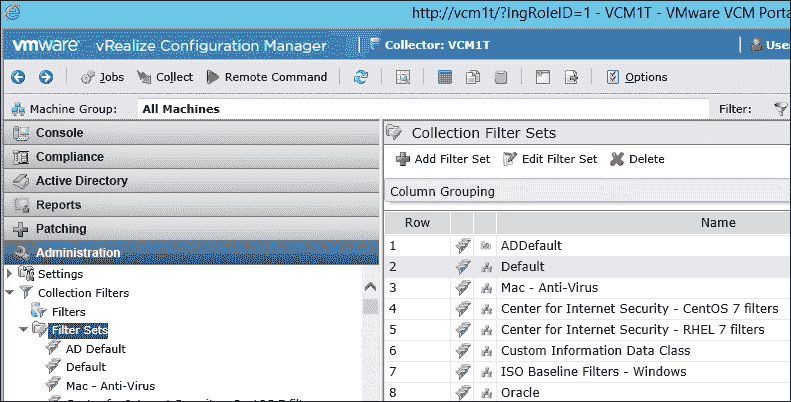 http://vcm1t/?lngRoleID=1 - VCM1T - VMware VCM Porta
vmware vRealize Configuration Manager Collector: VCM1T User
Jobs Collect Remote Command Options
Machine Group: All Machines Filter:
Console
Compliance
Active Directory
Reports
Patching
Administration
Settings
Collection Filters
Filters
Filter Sets
AD Default
Default
Mac - Anti-Virus
Collection Filter Sets
Add Filter Set Edit Filter Set Delete
Column Grouping
Row Name
1 ADDefault
2 Default
3 Mac - Anti-Virus
4 Center for Internet Security - CentOS 7 filters
5 Center for Internet Security - RHEL 7 filters
6 Custom Information Data Class
7 ISO Baseline Filters - Windows
8 Oracle